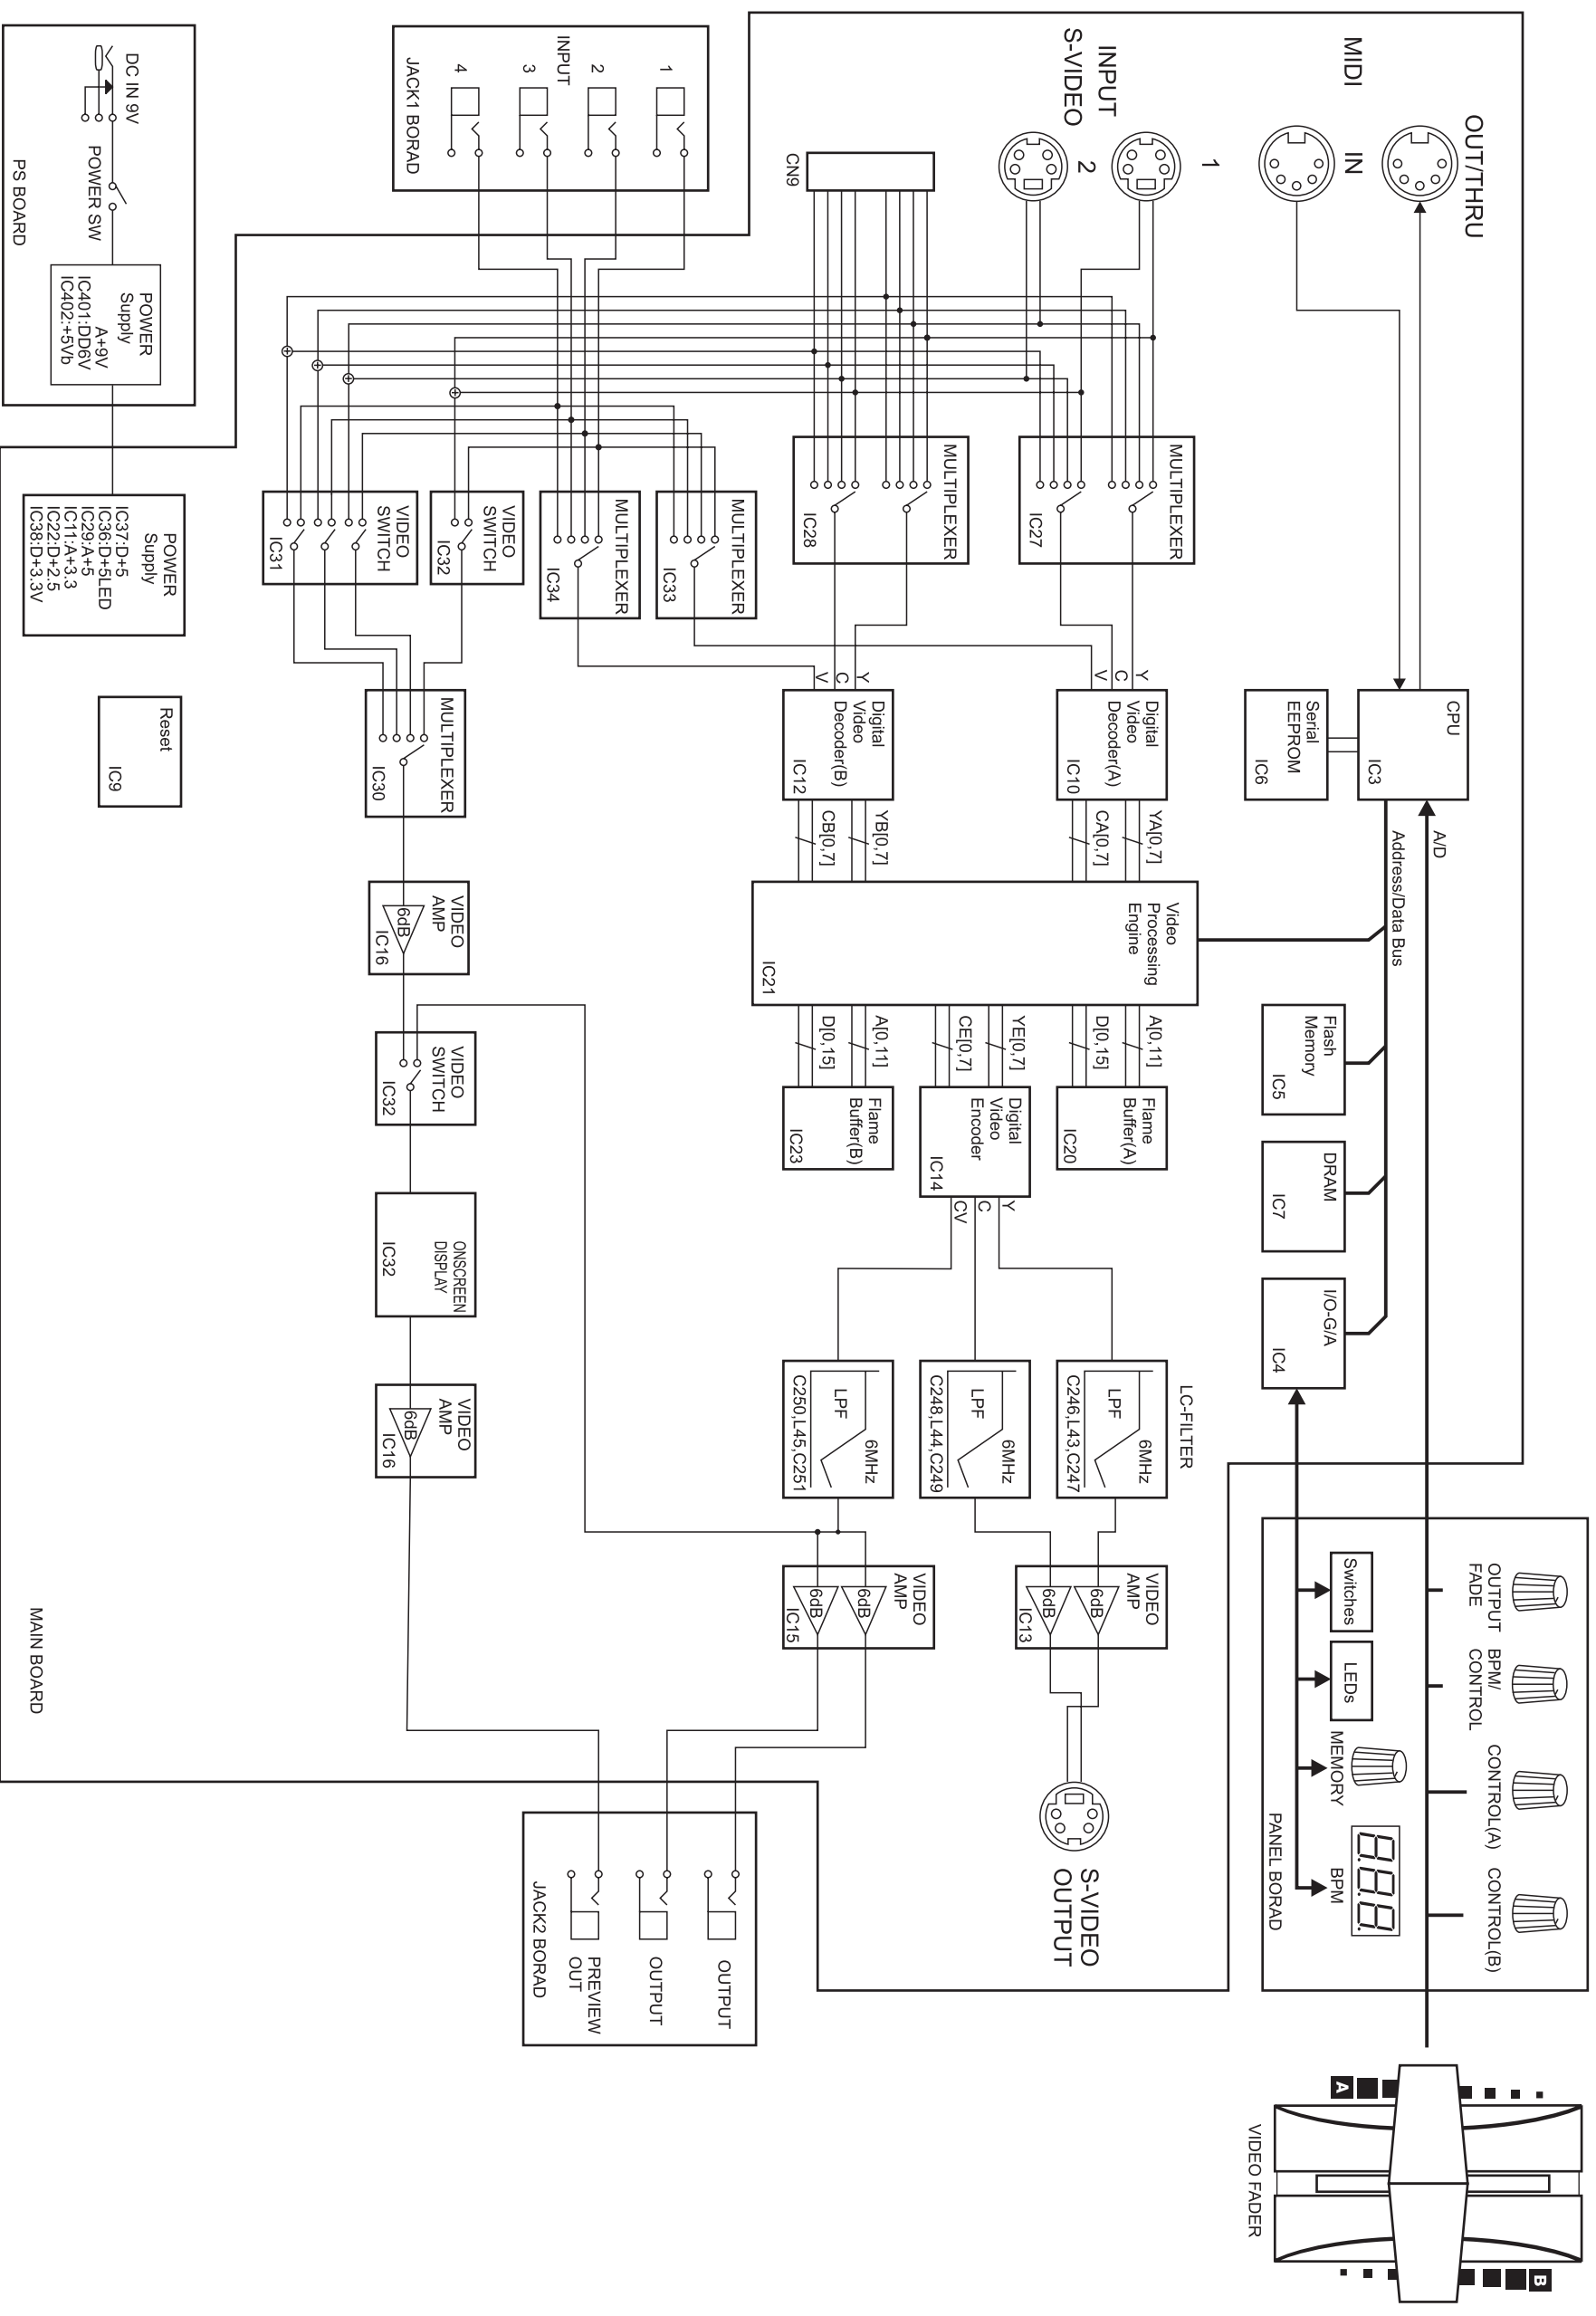 OUT/THRU
MIDI
IN
INPUT
S-VIDEO
1
2
CN9
INPUT
1
2
3
4
JACK1 BORAD
DC IN 9V
POWER SW
POWER
Supply
A+9V
IC401:DD6V
IC402:+5Vb
PS BOARD
MULTIPLEXER
IC27
MULTIPLEXER
IC28
MULTIPLEXER
IC33
MULTIPLEXER
IC34
VIDEO
SWITCH
IC32
VIDEO
SWITCH
IC31
POWER
Supply
IC37:D+5
IC36:D+5LED
IC29:A+5
IC11:A+3.3
IC22:D+2.5
IC38:D+3.3V
CPU
IC3
Serial
EEPROM
IC6
Y
C
V
Digital
Video
Decoder(A)
IC10
Y
C
V
Digital
Video
Decoder(B)
IC12
MULTIPLEXER
IC30
Reset
IC9
A/D
Address/Data Bus
YA[0,7]
CA[0,7]
YB[0,7]
CB[0,7]
Video
Processing
Engine
IC21
VIDEO
AMP
6dB
IC16
Flash
Memory
IC5
DRAM
IC7
I/O-G/A
IC4
A[0,11]
D[0,15]
YE[0,7]
CE[0,7]
A[0,11]
D[0,15]
Flame
Buffer(A)
IC20
Digital
Video
Encoder
IC14
Flame
Buffer(B)
IC23
Y
C
CV
VIDEO
SWITCH
IC32
ONSCREEN
DISPLAY
IC32
VIDEO
AMP
6dB
IC16
LC-FILTER
LPF
6MHz
C246,L43,C247
LPF
6MHz
C248,L44,C249
LPF
6MHz
C250,L45,C251
VIDEO
AMP
6dB
6dB
IC13
VIDEO
AMP
6dB
6dB
IC15
MAIN BOARD
OUTPUT
FADE
BPM/
CONTROL
CONTROL(A)
CONTROL(B)
Switches
LEDs
MEMORY
8.8.8.
BPM
PANEL BORAD
S-VIDEO
OUTPUT
OUTPUT
OUTPUT
PREVIEW
OUT
JACK2 BORAD
A
B
VIDEO FADER